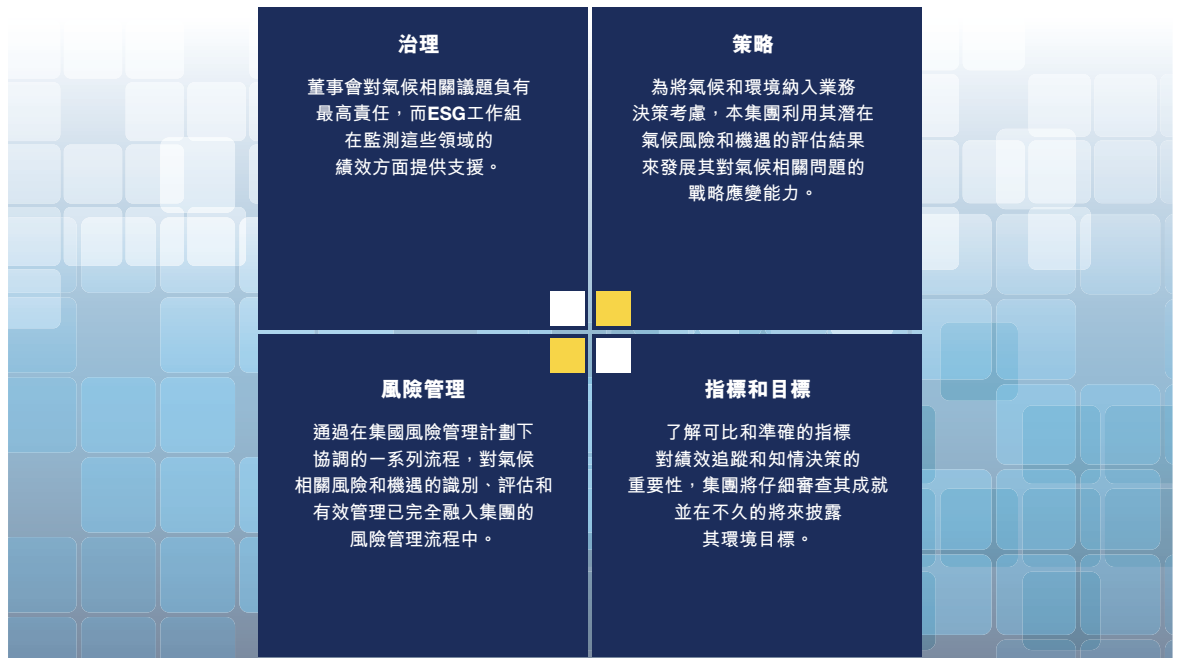 治理
董事會對氣候相關議題負有
最高責任，而ESG工作組
在監測這些領域的
績效方面提供支援。
策略
為將氣候和環境納入業務
決策考慮，本集團利用其潛在
氣候風險和機遇的評估結果
來發展其對氣候相關問題的
戰略應變能力。
風險管理
通過在集國風險管理計劃下
協調的一系列流程，對氣候
相關風險和機遇的識別、評估和
有效管理已完全融入集團的
風險管理流程中。
指標和目標
了解可比和準確的指標
對績效追蹤和知情決策的
重要性，集團將仔細審查其成就
並在不久的將來披露
其環境目標。